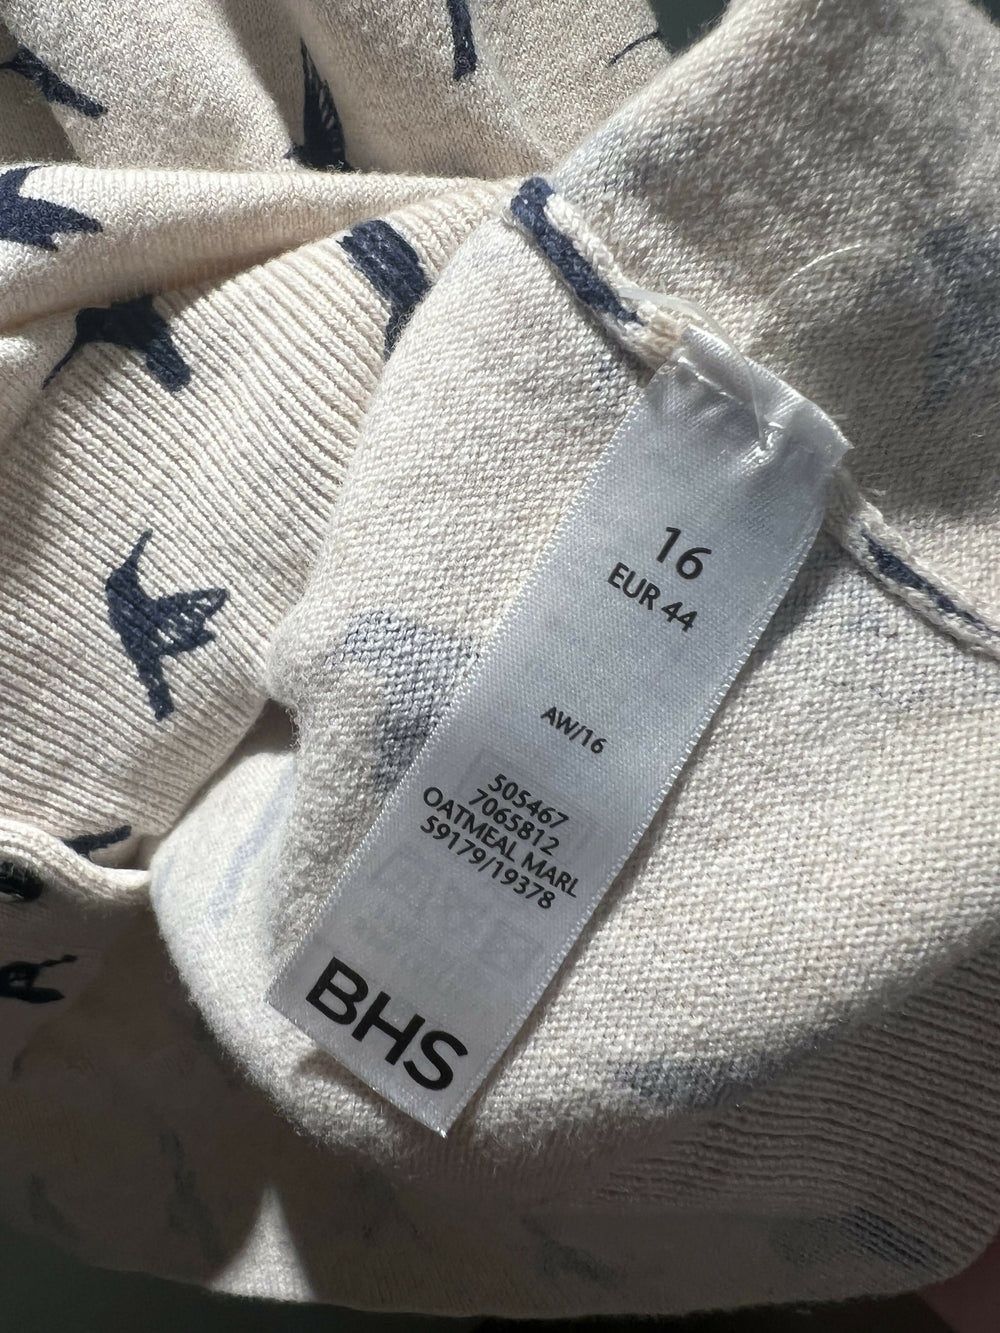 16
EUR 44
AW/16
505467
7065812
OATMEAL MARL
59179/19378
BHS